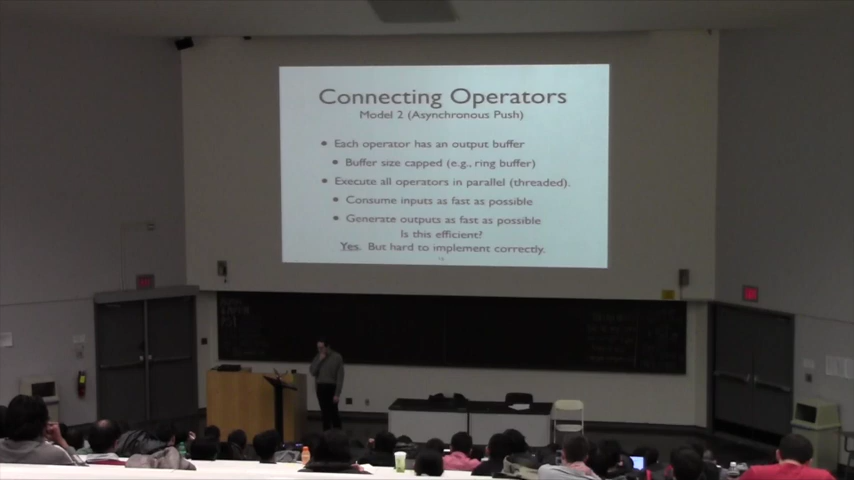 Connecting Operators
Model 2 (Asynchronous Push)
• Each operator has an output buffer
• Buffer size capped (e.g., ring buffer)
• Execute all operators in parallel (threaded).
• Consume inputs as fast as possible
• Generate outputs as fast as possible
Is this efficient?
Yes. But hard to implement correctly.